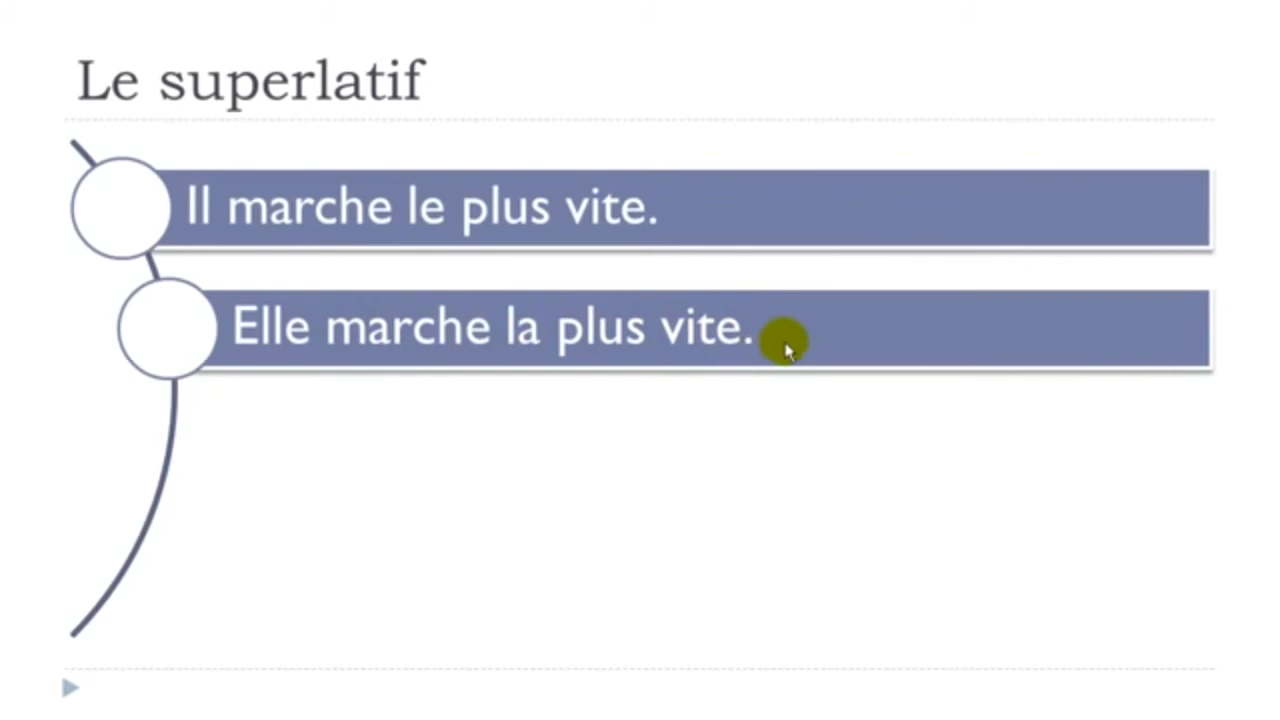 Le superlatif
Il marche le plus vite.
Elle marche la plus vite.